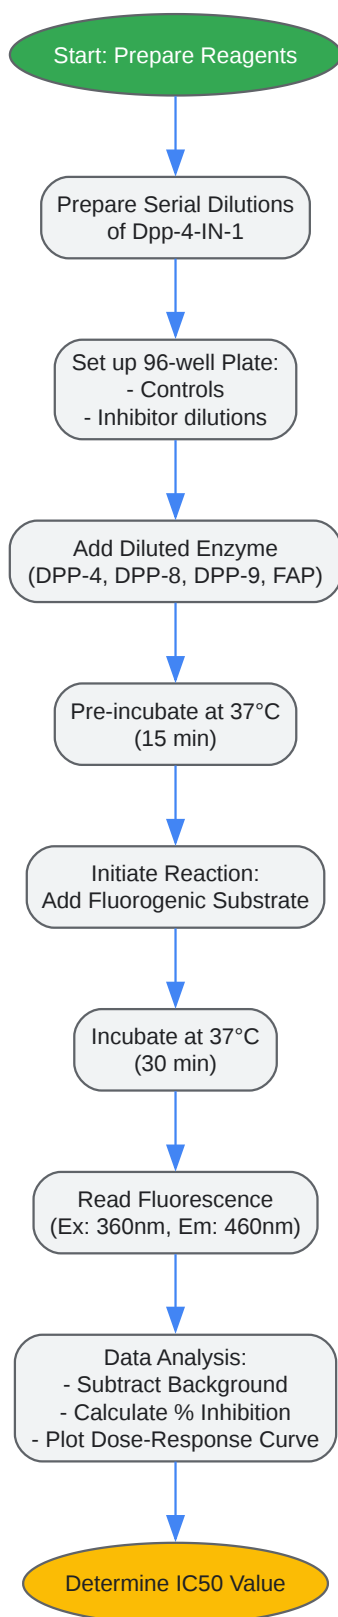 Start: Prepare Reagents
Prepare Serial Dilutions
of Dpp-4-IN-1
Set up 96-well Plate:
- Controls
- Inhibitor dilutions
Add Diluted Enzyme
(DPP-4, DPP-8, DPP-9, FAP)
Pre-incubate at 37°C
(15 min)
Initiate Reaction:
Add Fluorogenic Substrate
Incubate at 37°C
(30 min)
Read Fluorescence
(Ex: 360nm, Em: 460nm)
Data Analysis:
- Subtract Background
- Calculate % Inhibition
- Plot Dose-Response Curve
Determine IC50 Value